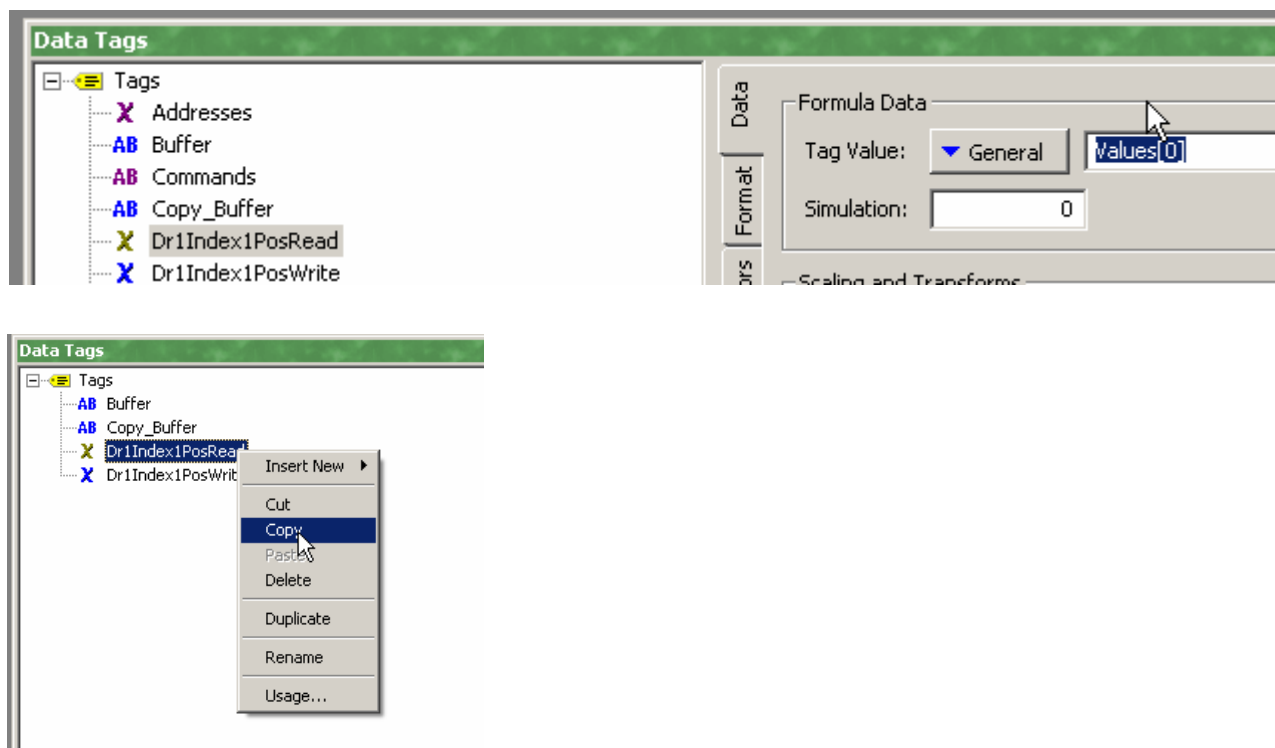 Data Tags
Tags
X Addresses
AB Buffer
AB Commands
AB Copy_Buffer
X Dr1Index1PosRead
X Dr1Index1PosWrite
Data
Format
Formula Data
Tag Value: General Values[0]
Simulation: 0
Scaling and Transforms
Data Tags
Tags
AB Buffer
AB Copy_Buffer
X Dr1Index1PosRead
X Dr1Index1PosWrit
Insert New
Cut
Copy
Paste
Delete
Duplicate
Rename
Usage...